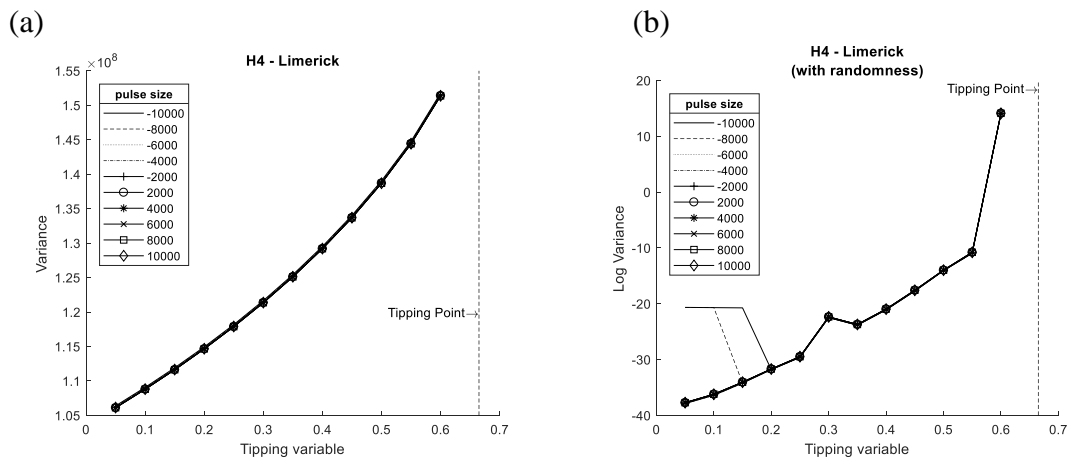 (a)
H4 - Limerick
×10^8
Variance
1.55
1.5
1.45
1.4
1.35
1.3
1.25
1.2
1.15
1.1
1.05
pulse size
-10000
-8000
-6000
-4000
-2000
2000
4000
6000
8000
10000
Tipping Point→
0 0.1 0.2 0.3 0.4 0.5 0.6 0.7
Tipping variable
(b)
H4 - Limerick
(with randomness)
Log Variance
20
15
10
0
-10
-20
-30
-40
pulse size
-10000
-8000
-6000
-4000
-2000
2000
4000
6000
8000
10000
Tipping Point→
0 0.1 0.2 0.3 0.4 0.5 0.6 0.7
Tipping variable